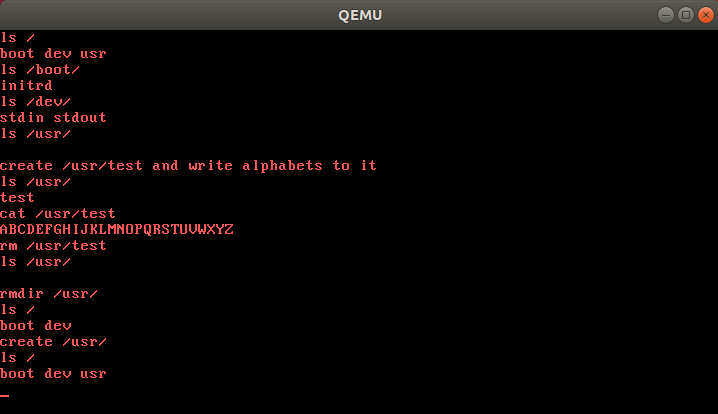 QEMU
ls /
boot dev usr
ls /boot/
initrd
ls /dev/
stdin stdout
ls /usr/
create /usr/test and write alphabets to it
ls /usr/
test
cat /usr/test
ABCDEFGHIJKLMNOPQRSTUVWXYZ
rm /usr/test
ls /usr/
rmdir /usr/
ls /
boot dev
create /usr/
ls /
boot dev usr